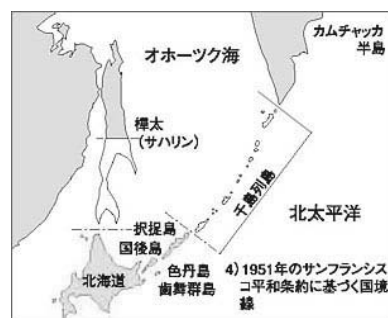 オホーツク海
カムチャッカ
半島
樺太
(サハリン)
千島列島
北太平洋
択捉島
国後島
北海道
色丹島
歯舞群島
4) 1951年のサンフランシス
コ平和条約に基づく国境
線